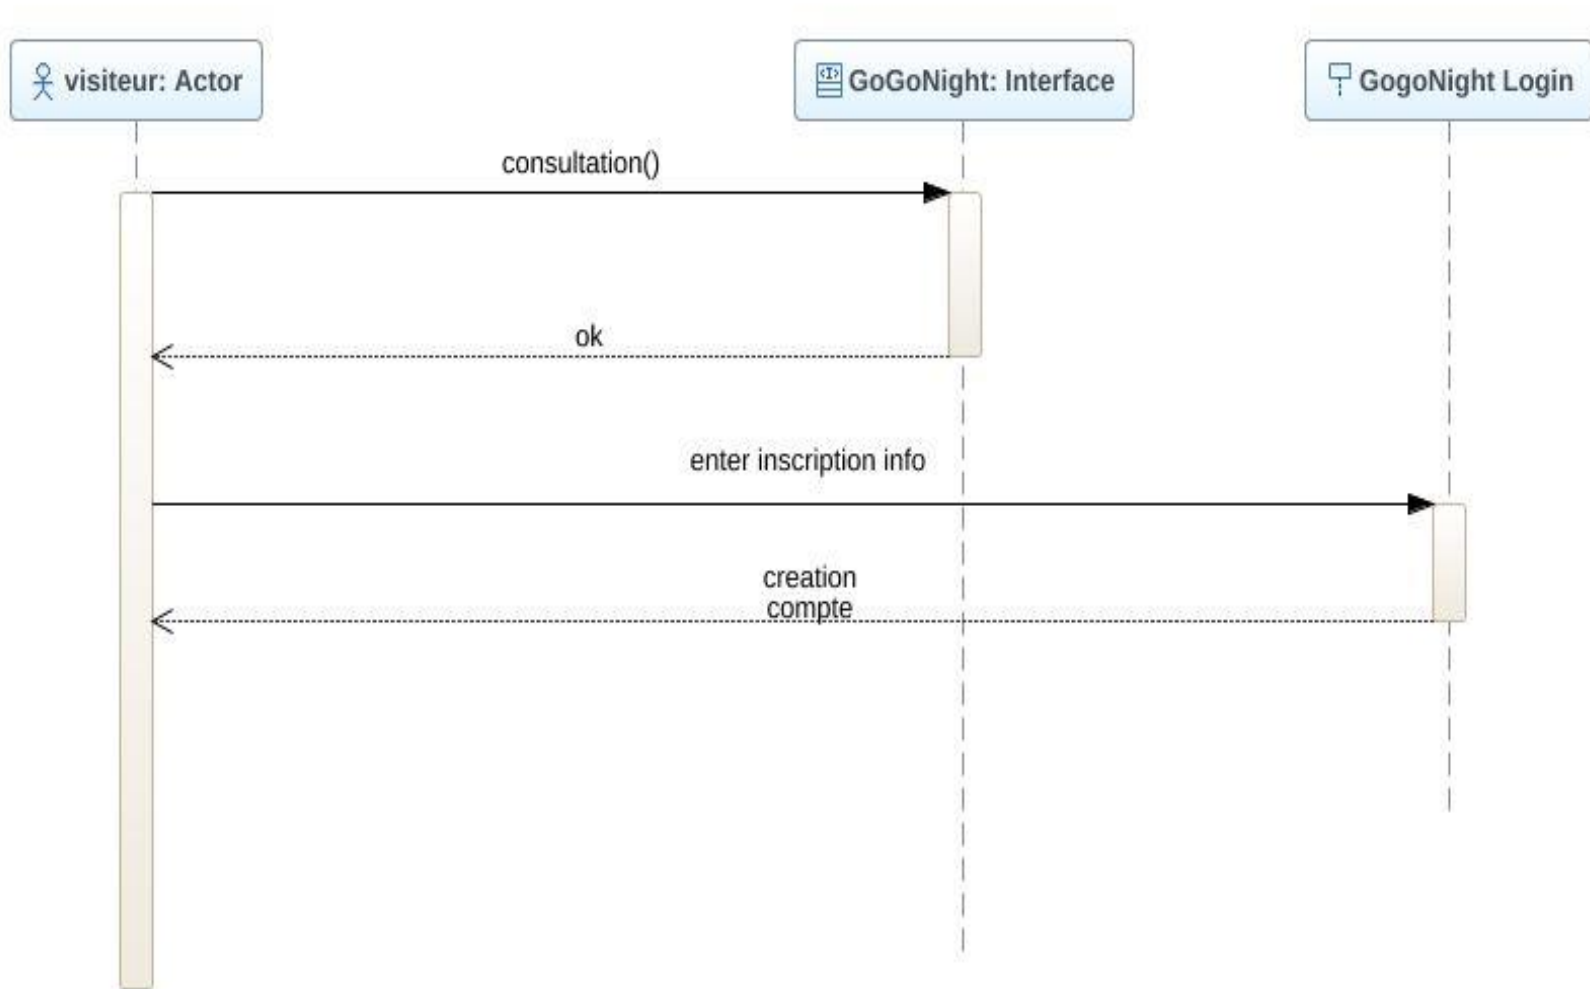 visiteur: Actor
GoGoNight: Interface
GogoNight Login
consultation()
ok
enter inscription info
creation
compte